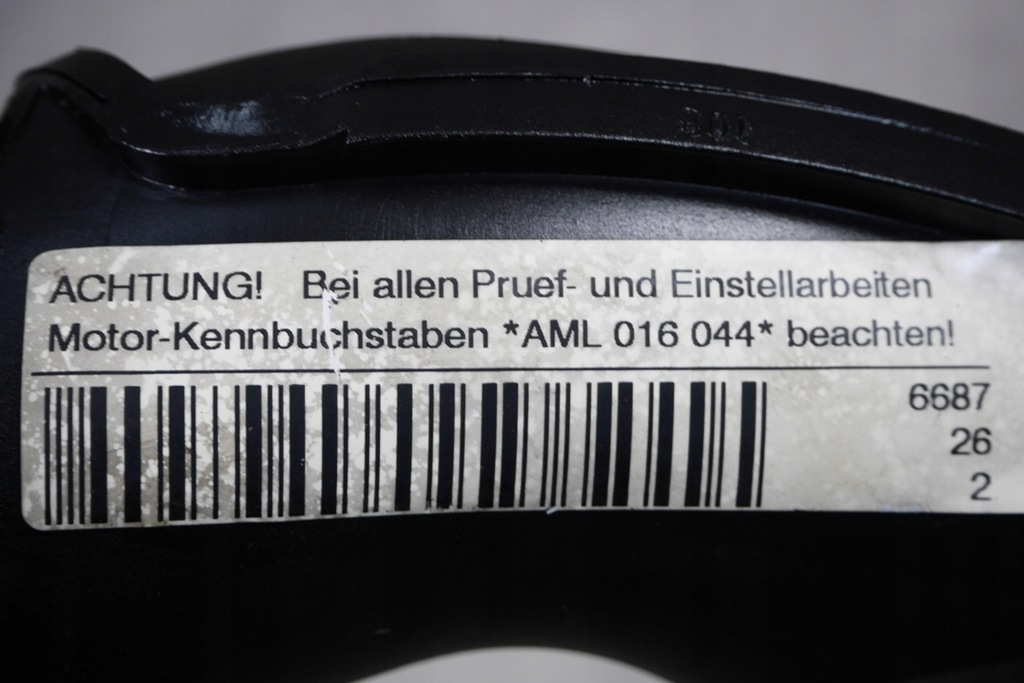 ACHTUNG! Bei allen Pruef- und Einstellarbeiten
Motor-Kennbuchstaben *AML 016 044* beachten!
6687
26
2